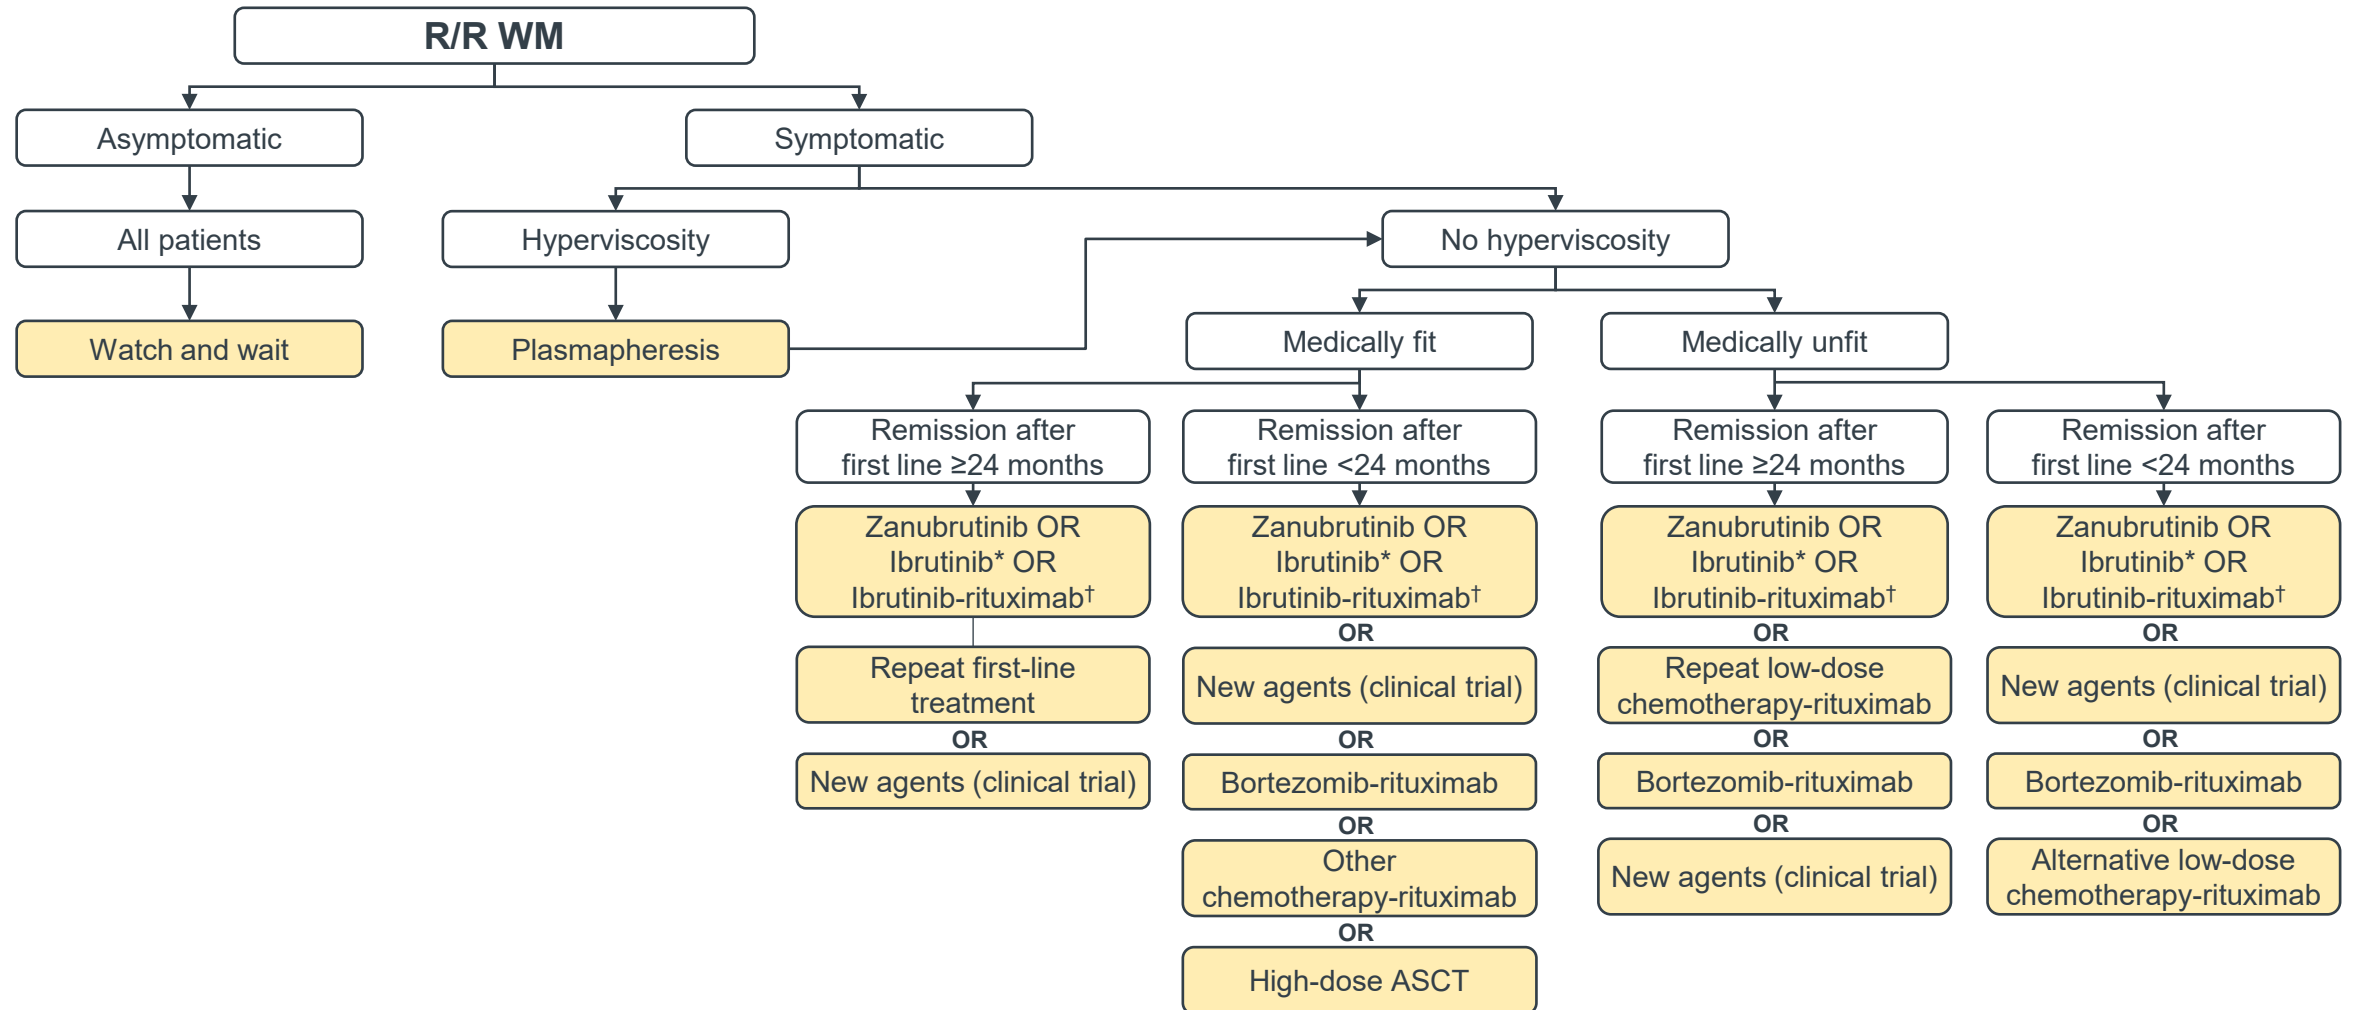 R/R WM
Asymptomatic
Symptomatic
All patients
Hyperviscosity
No hyperviscosity
Watch and wait
Plasmapheresis
Medically fit
Medically unfit
Remission after
first line ≥24 months
Remission after
first line <24 months
Remission after
first line ≥24 months
Remission after
first line <24 months
Zanubrutinib OR
Ibrutinib* OR
Ibrutinib-rituximab†
Repeat first-line
treatment
OR
New agents (clinical trial)
Zanubrutinib OR
Ibrutinib* OR
Ibrutinib-rituximab†
OR
New agents (clinical trial)
OR
Bortezomib-rituximab
OR
Other
chemotherapy-rituximab
OR
High-dose ASCT
Zanubrutinib OR
Ibrutinib* OR
Ibrutinib-rituximab†
OR
Repeat low-dose
chemotherapy-rituximab
OR
Bortezomib-rituximab
OR
New agents (clinical trial)
Zanubrutinib OR
Ibrutinib* OR
Ibrutinib-rituximab†
OR
New agents (clinical trial)
OR
Bortezomib-rituximab
OR
Alternative low-dose
chemotherapy-rituximab